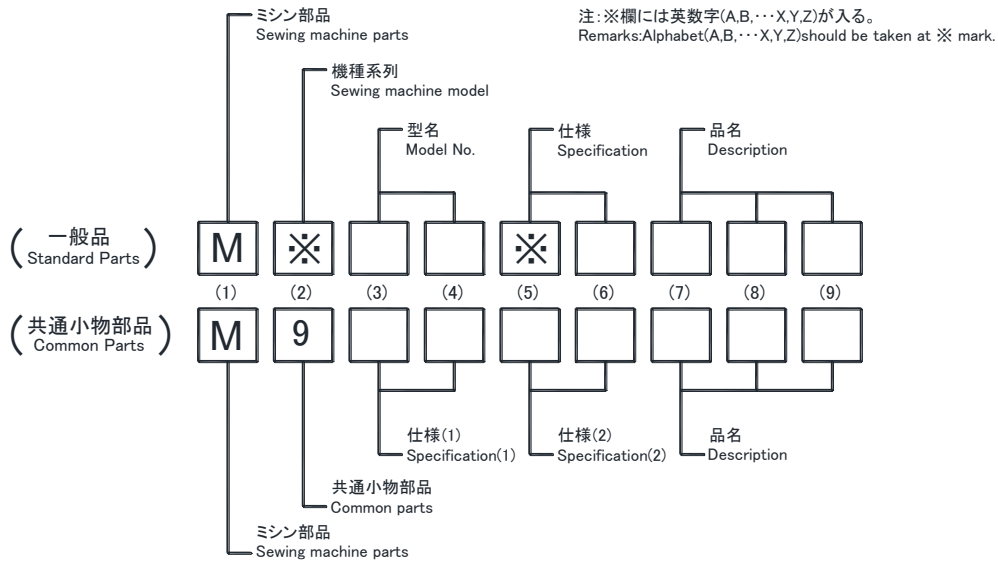 ミシン部品
Sewing machine parts
注:※欄には英数字(A,B,・・・X,Y,Z)が入る。
Remarks:Alphabet(A,B,・・・X,Y,Z)should be taken at ※ mark.
機種系列
Sewing machine model
型名
Model No.
仕様
Specification
品名
Description
(一般品
Standard Parts)
M ※ ※
(1) (2) (3) (4) (5) (6) (7) (8) (9)
(共通小物部品
Common Parts)
M 9
仕様(1)
Specification(1)
仕様(2)
Specification(2)
品名
Description
共通小物部品
Common parts
ミシン部品
Sewing machine parts